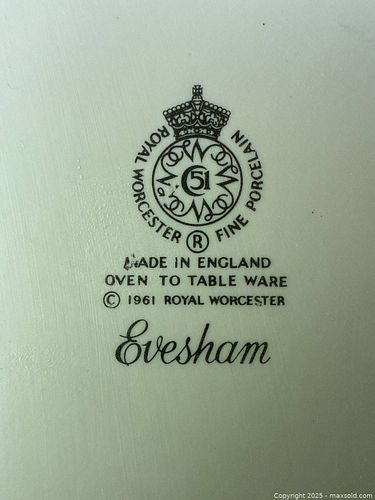 ROYAL WORCESTER
FINE PORCELAIN
51
®
MADE IN ENGLAND
OVEN TO TABLE WARE
© 1961 ROYAL WORCESTER
Evesham
Copyright © 2025 - maxsold.com